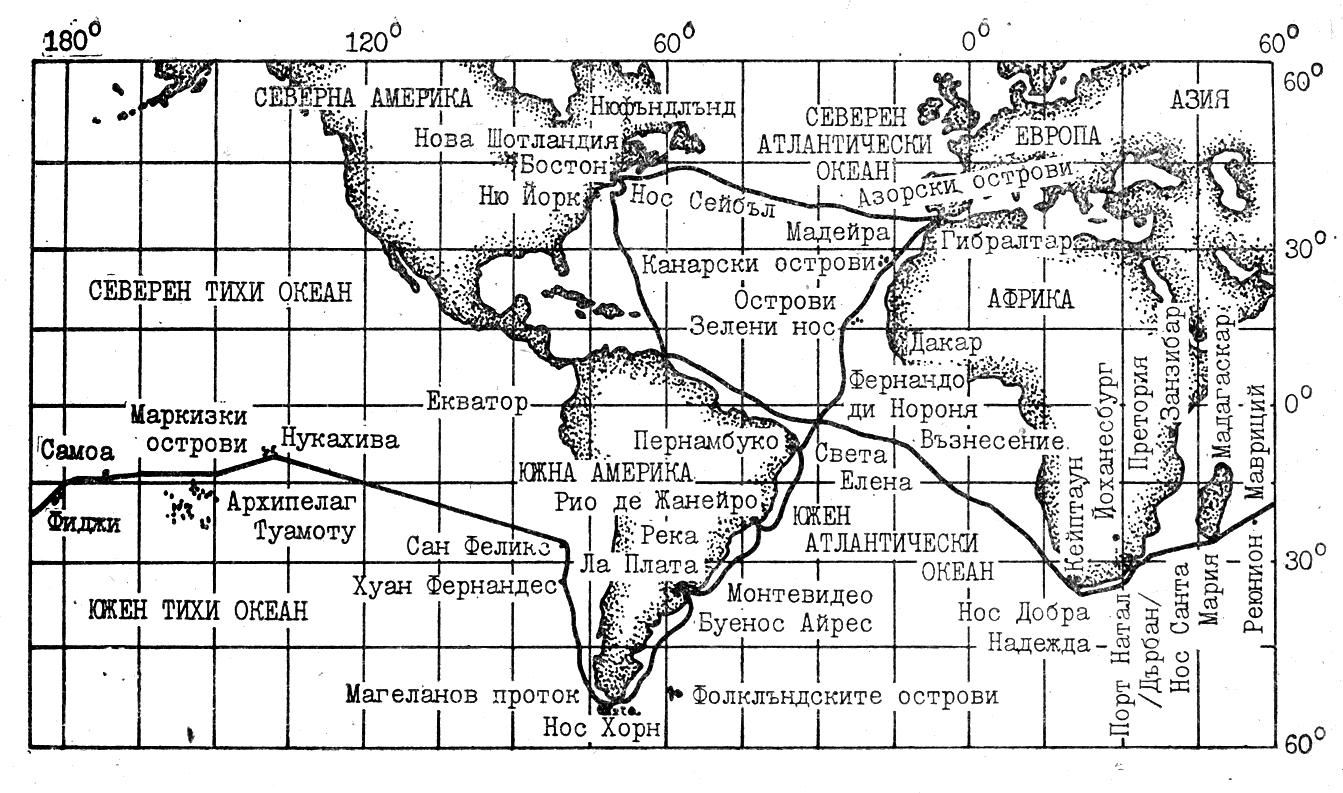 180° 120° 60° 0° 60°
60°
СЕВЕРНА АМЕРИКА
Нюфъндлънд
СЕВЕРЕН
АТЛАНТИЧЕСКИ
ОКЕАН
ЕВРОПА
АЗИЯ
Нова Шотландия
Бостон
Ню Йорк
Нос Сейбъл
Азорски острови
Мадейра
Гибралтар
30°
Канарски острови
СЕВЕРЕН ТИХИ ОКЕАН
Острови
Зелени нос
АФРИКА
Дакар
Екватор
Фернандо
ди Нороня
0°
Маркизки
острови
Нукахива
Самоа
Пернамбуко
Възнесение
Света
Елена
ЮЖНА АМЕРИКА
Фиджи
Архипелаг
Туамоту
Рио де Жанейро
ЮЖЕН
АТЛАНТИЧЕСКИ
ОКЕАН
Сан Феликс
Река
Ла Плата
30°
Хуан Фернандес
ЮЖЕН ТИХИ ОКЕАН
Монтевидео
Буенос Айрес
Нос Добра
Надежда
Кейптаун
Йоханесбург
Претория
Занзибар
Мадагаскар
Мавриций
Реюнион
Порт Натал
/Дърбан/
Нос Санта
Мария
Магеланов проток
Фолклъндските острови
Нос Хорн
60°